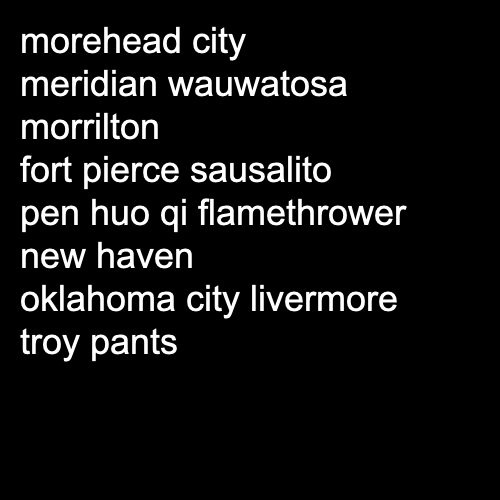 morehead city
meridian wauwatosa
morrilton
fort pierce sausalito
pen huo qi flamethrower
new haven
oklahoma city livermore
troy pants